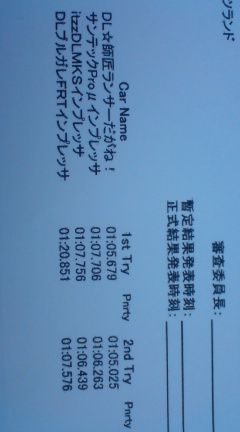 ツランド
審査委員長:
暫定結果発表時刻:
正式結果発表時刻:
Car Name 1st Try Pnrty 2nd Try Pnrty
DL☆師匠ランサーだがね! 01:05.679 01:05.025
サンテックProμインプレッサ 01:07.706 01:06.263
itzzDLMKSインプレッサ 01:07.756 01:06.439
DLブルガレFRTインプレッサ 01:20.851 01:07.576